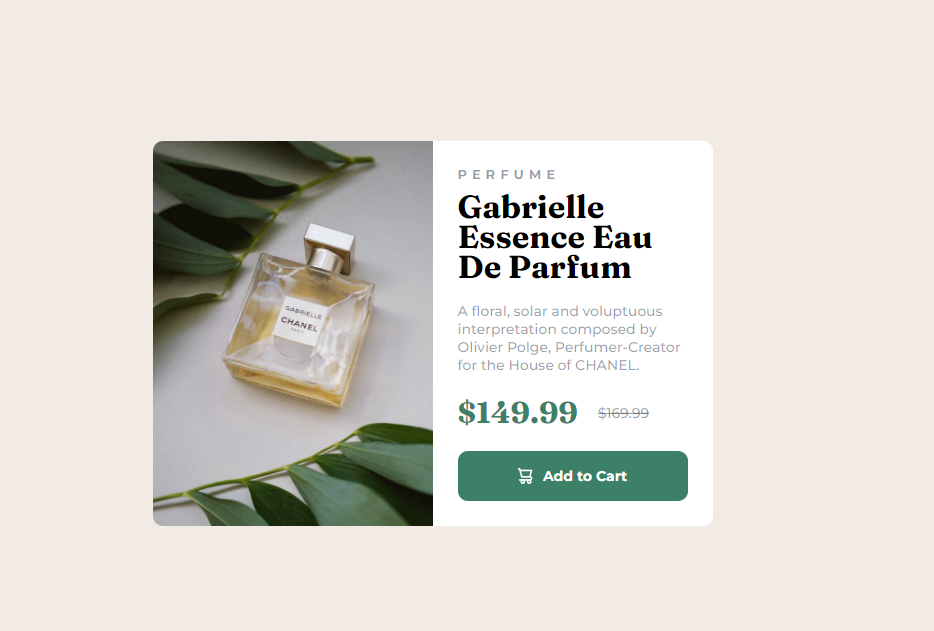 GABRIELLE
CHANEL
PARIS
PERFUME
Gabrielle
Essence Eau
De Parfum
A floral, solar and voluptuous
interpretation composed by
Olivier Polge, Perfumer-Creator
for the House of CHANEL.
$149.99 $169.99
Add to Cart